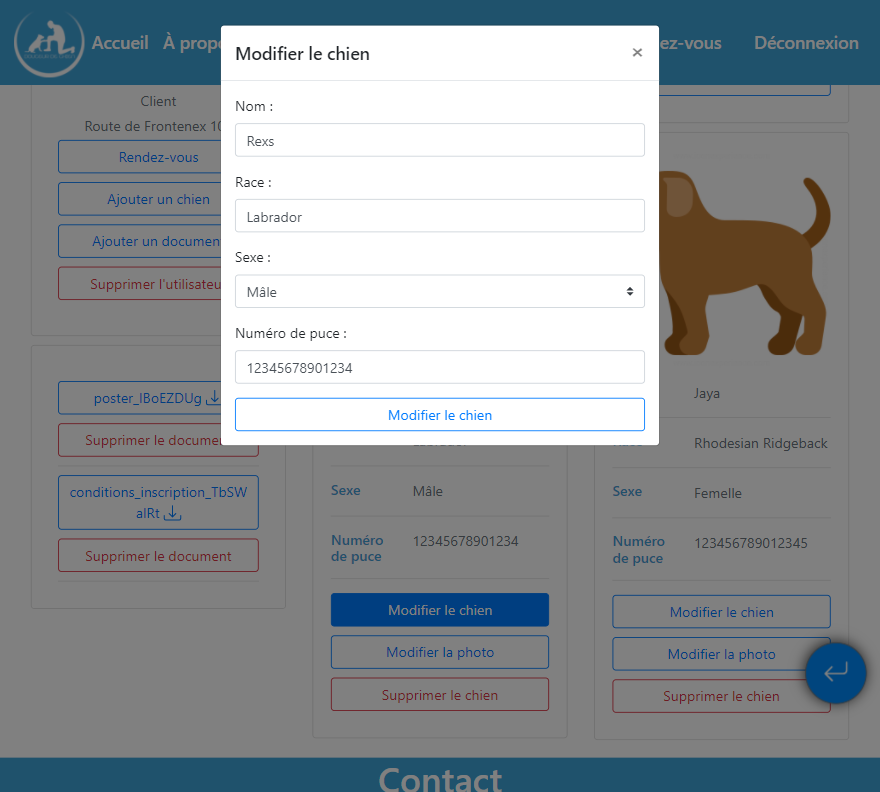 Accueil
À propo
ez-vous
Déconnexion
Modifier le chien
×
Nom :
Rexs
Race :
Labrador
Sexe :
Mâle
Numéro de puce :
12345678901234
Modifier le chien
Client
Route de Frontenex 10
Rendez-vous
Ajouter un chien
Ajouter un documen
Supprimer l'utilisateu
poster_lBoEZDUg
Supprimer le docume
conditions_inscription_TbSW
alRt
Supprimer le document
Sexe
Mâle
Numéro
de puce
12345678901234
Modifier le chien
Modifier la photo
Supprimer le chien
Jaya
Rhodesian Ridgeback
Sexe
Femelle
Numéro
de puce
123456789012345
Modifier le chien
Modifier la photo
Supprimer le chien
Contact